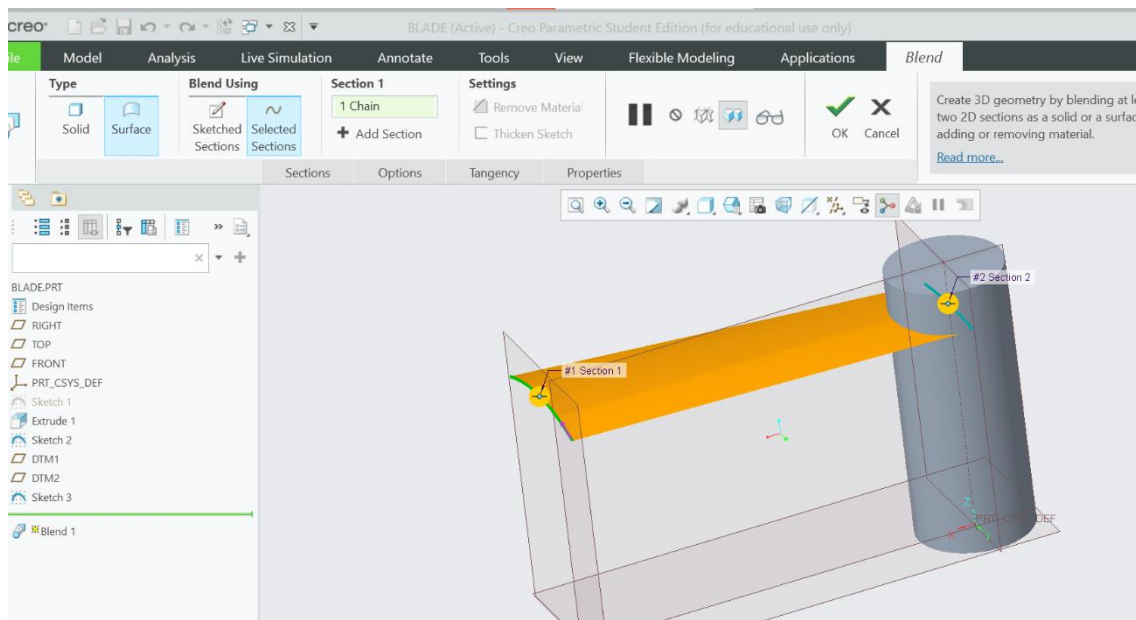 creo
BLADE (Active) - Creo Parametric Student Edition (for educational use only)
File Model Analysis Live Simulation Annotate Tools View Flexible Modeling Applications Blend
Type Blend Using Section 1 Settings
1 Chain Remove Material
Solid Surface Sketched Sections Selected Sections
+ Add Section Thicken Sketch
OK Cancel
Create 3D geometry by blending at le
two 2D sections as a solid or a surfac
adding or removing material.
Read more...
Sections Options Tangency Properties
BLADE.PRT
Design Items
RIGHT
TOP
FRONT
PRT_CSYS_DEF
Sketch 1
Extrude 1
Sketch 2
DTM1
DTM2
Sketch 3
Blend 1
#2 Section 2
#1 Section 1
Z
PRT_CSYS_DEF
X Y